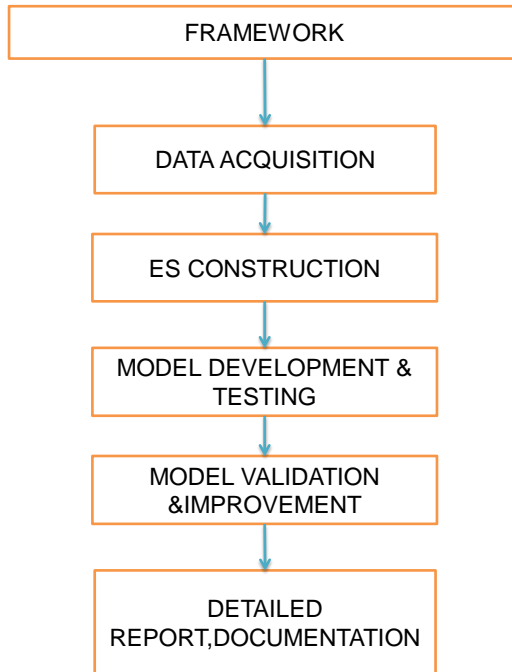 FRAMEWORK
DATA ACQUISITION
ES CONSTRUCTION
MODEL DEVELOPMENT &
TESTING
MODEL VALIDATION
&IMPROVEMENT
DETAILED
REPORT,DOCUMENTATION